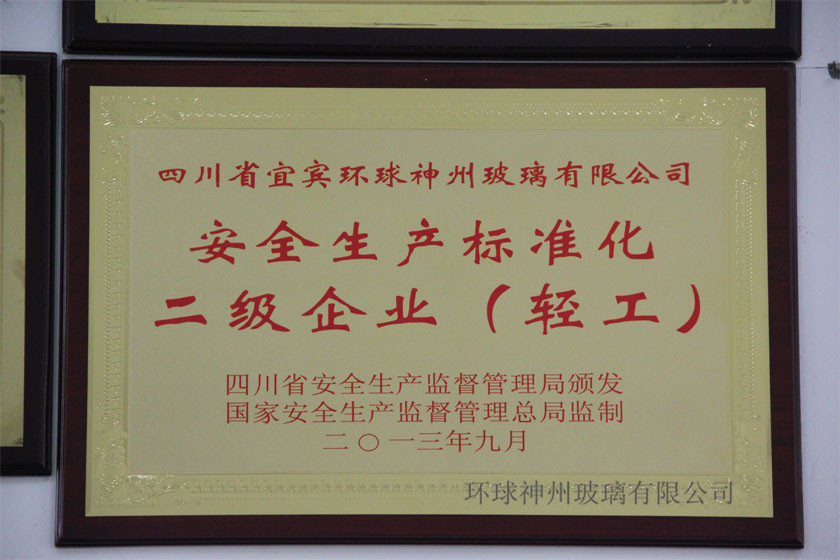 四川省宜宾环球神州玻璃有限公司
安全生产标准化
二级企业（轻工）
四川省安全生产监督管理局颁发
国家安全生产监督管理总局监制
二〇一三年九月
环球神州玻璃有限公司